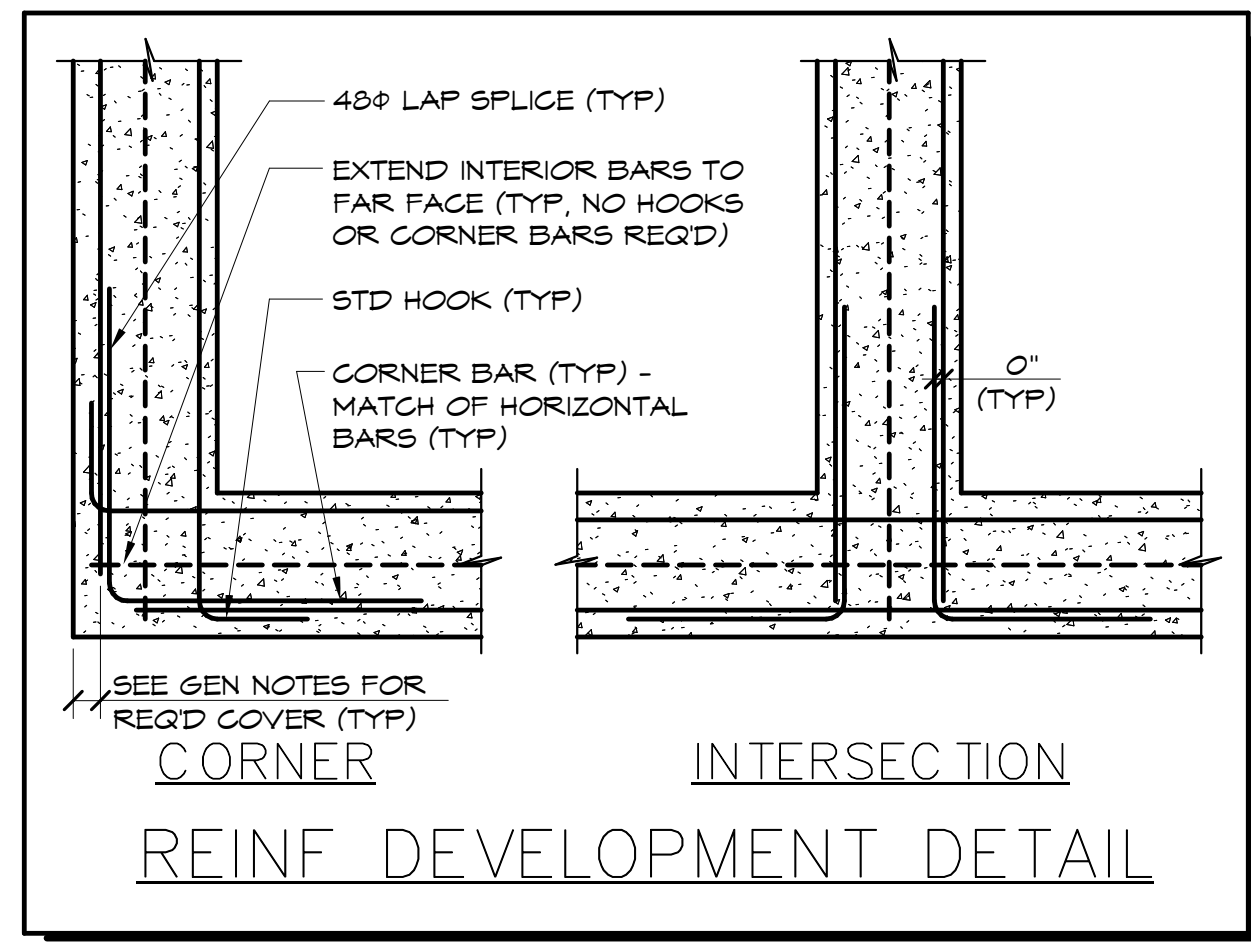 48Φ LAP SPLICE (TYP)
EXTEND INTERIOR BARS TO
FAR FACE (TYP, NO HOOKS
OR CORNER BARS REQ'D)
STD HOOK (TYP)
CORNER BAR (TYP) -
MATCH OF HORIZONTAL
BARS (TYP)
0"
(TYP)
SEE GEN NOTES FOR
REQ'D COVER (TYP)
CORNER
INTERSECTION
REINF DEVELOPMENT DETAIL